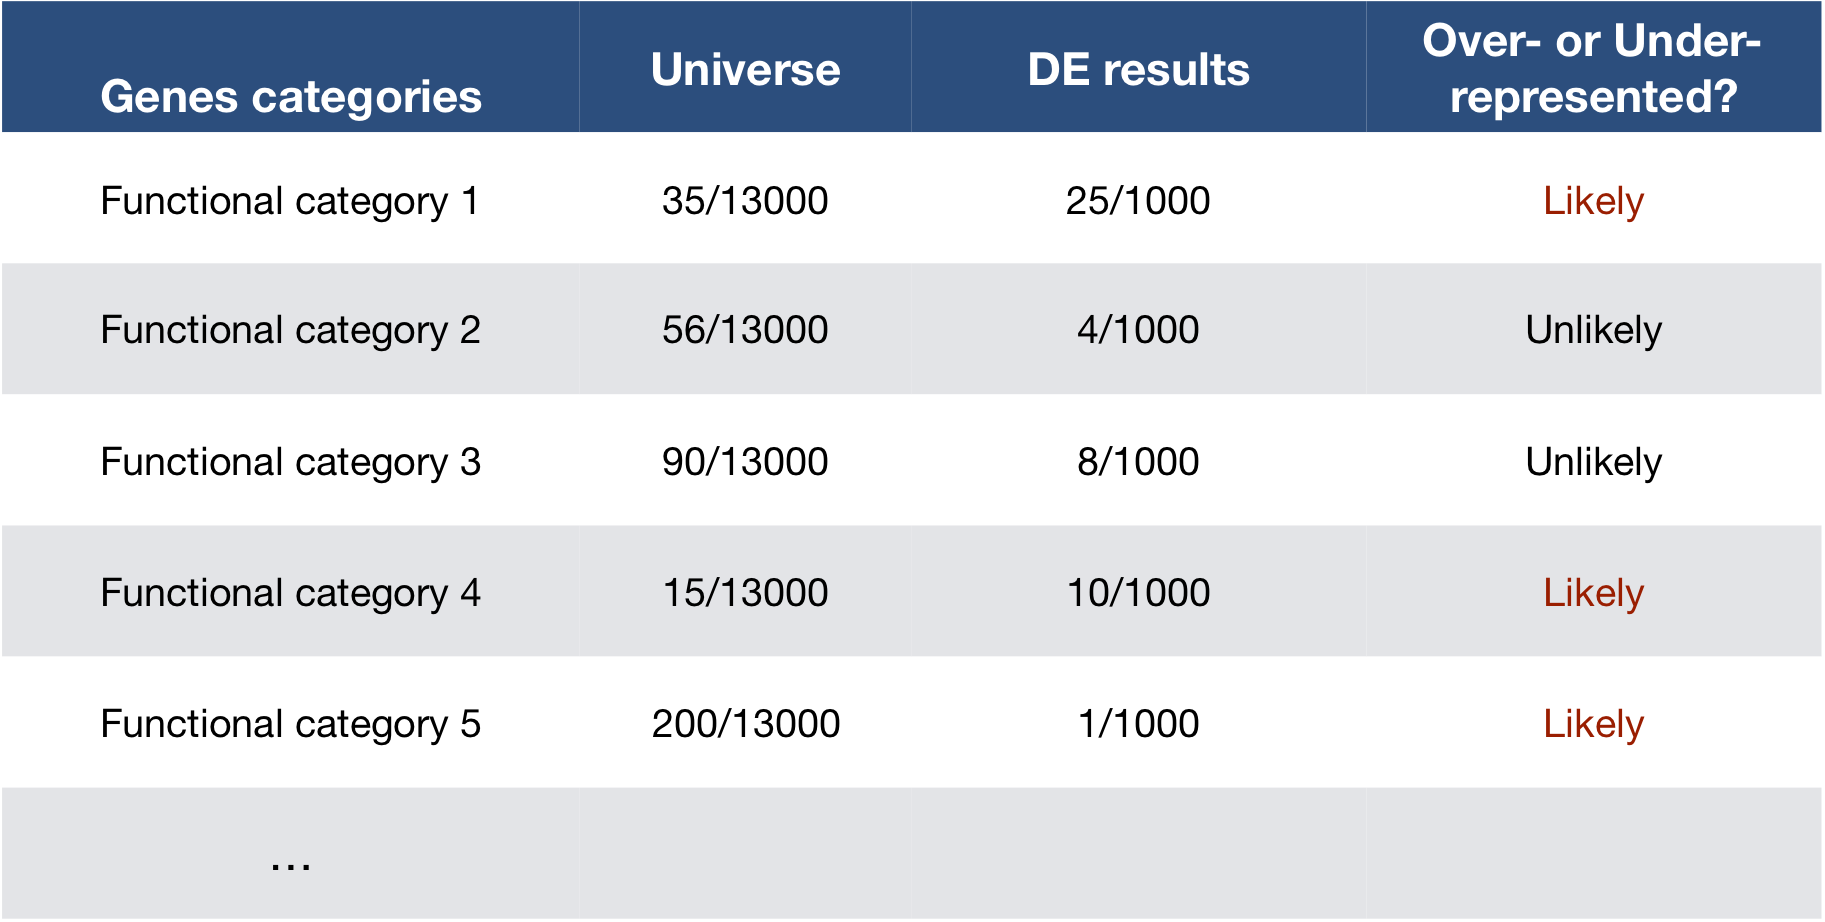 Genes categories Universe DE results Over- or Under-
represented?
Functional category 1 35/13000 25/1000 Likely
Functional category 2 56/13000 4/1000 Unlikely
Functional category 3 90/13000 8/1000 Unlikely
Functional category 4 15/13000 10/1000 Likely
Functional category 5 200/13000 1/1000 Likely
...